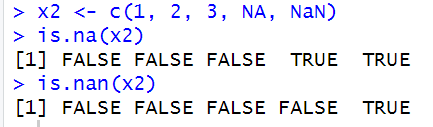 > x2 <- c(1, 2, 3, NA, NaN)
> is.na(x2)
[1] FALSE FALSE FALSE  TRUE  TRUE
> is.nan(x2)
[1] FALSE FALSE FALSE FALSE  TRUE